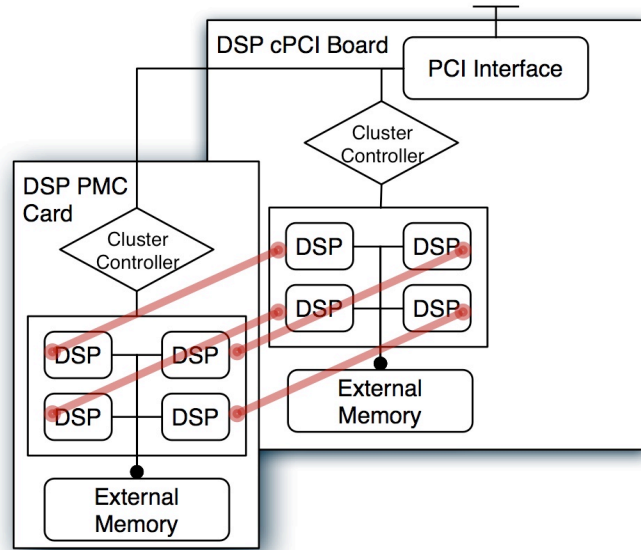 DSP cPCI Board
PCI Interface
Cluster
Controller
DSP PMC
Card
Cluster
Controller
DSP
DSP
DSP
DSP
External
Memory
DSP
DSP
DSP
DSP
External
Memory